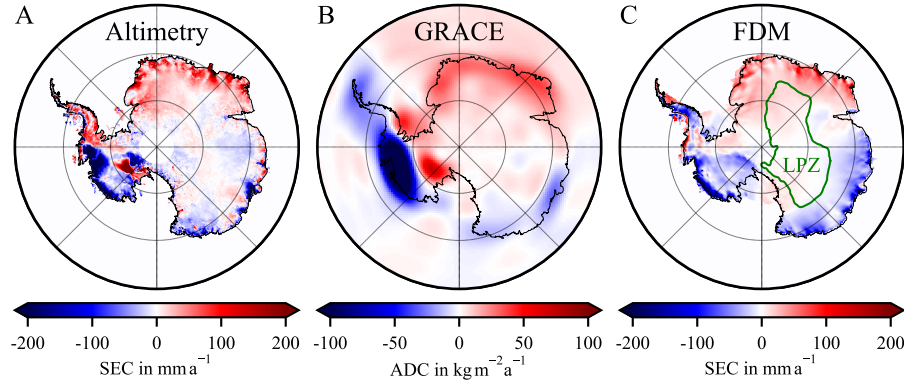 A
Altimetry
B
GRACE
C
FDM
LPZ
-200 -100 0 100 200
SEC in mm a⁻¹
-100 -50 0 50 100
ADC in kg m⁻² a⁻¹
-200 -100 0 100 200
SEC in mm a⁻¹